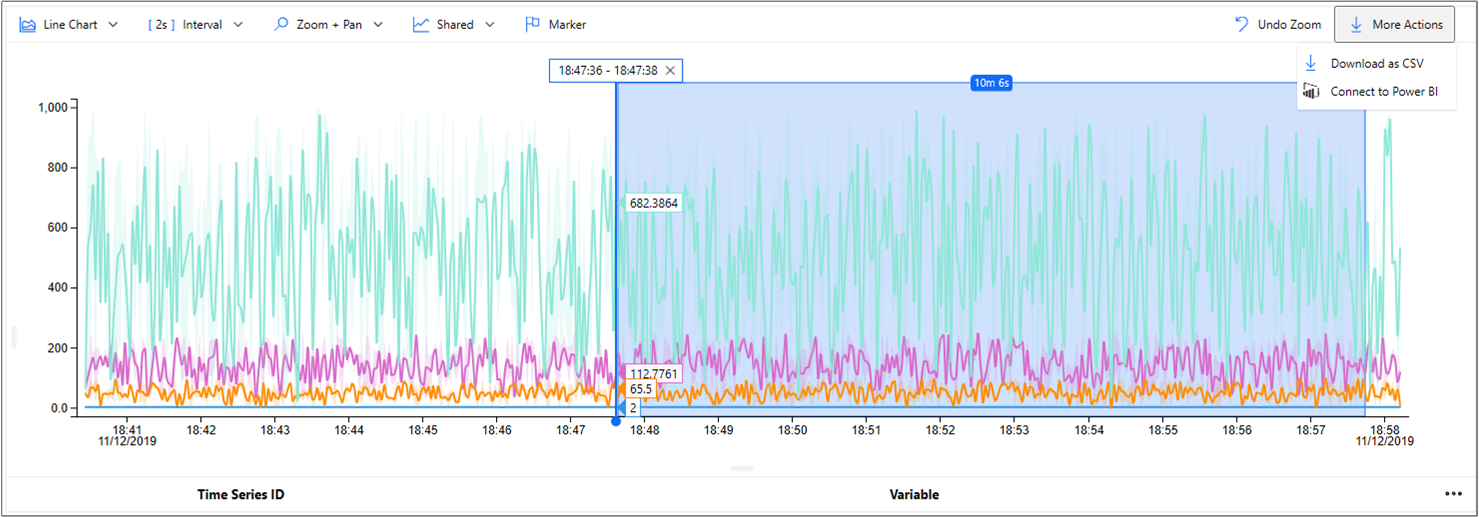 Line Chart [ 2s ] Interval Zoom + Pan Shared Marker Undo Zoom More Actions
Download as CSV
Connect to Power BI
18:47:36 - 18:47:38
10m 6s
1,000
800
600
400
200
0.0
682.3864
112.7761
65.5
2
18:41 18:42 18:43 18:44 18:45 18:46 18:47 18:48 18:49 18:50 18:51 18:52 18:53 18:54 18:55 18:56 18:57 18:58
11/12/2019 11/12/2019
Time Series ID Variable